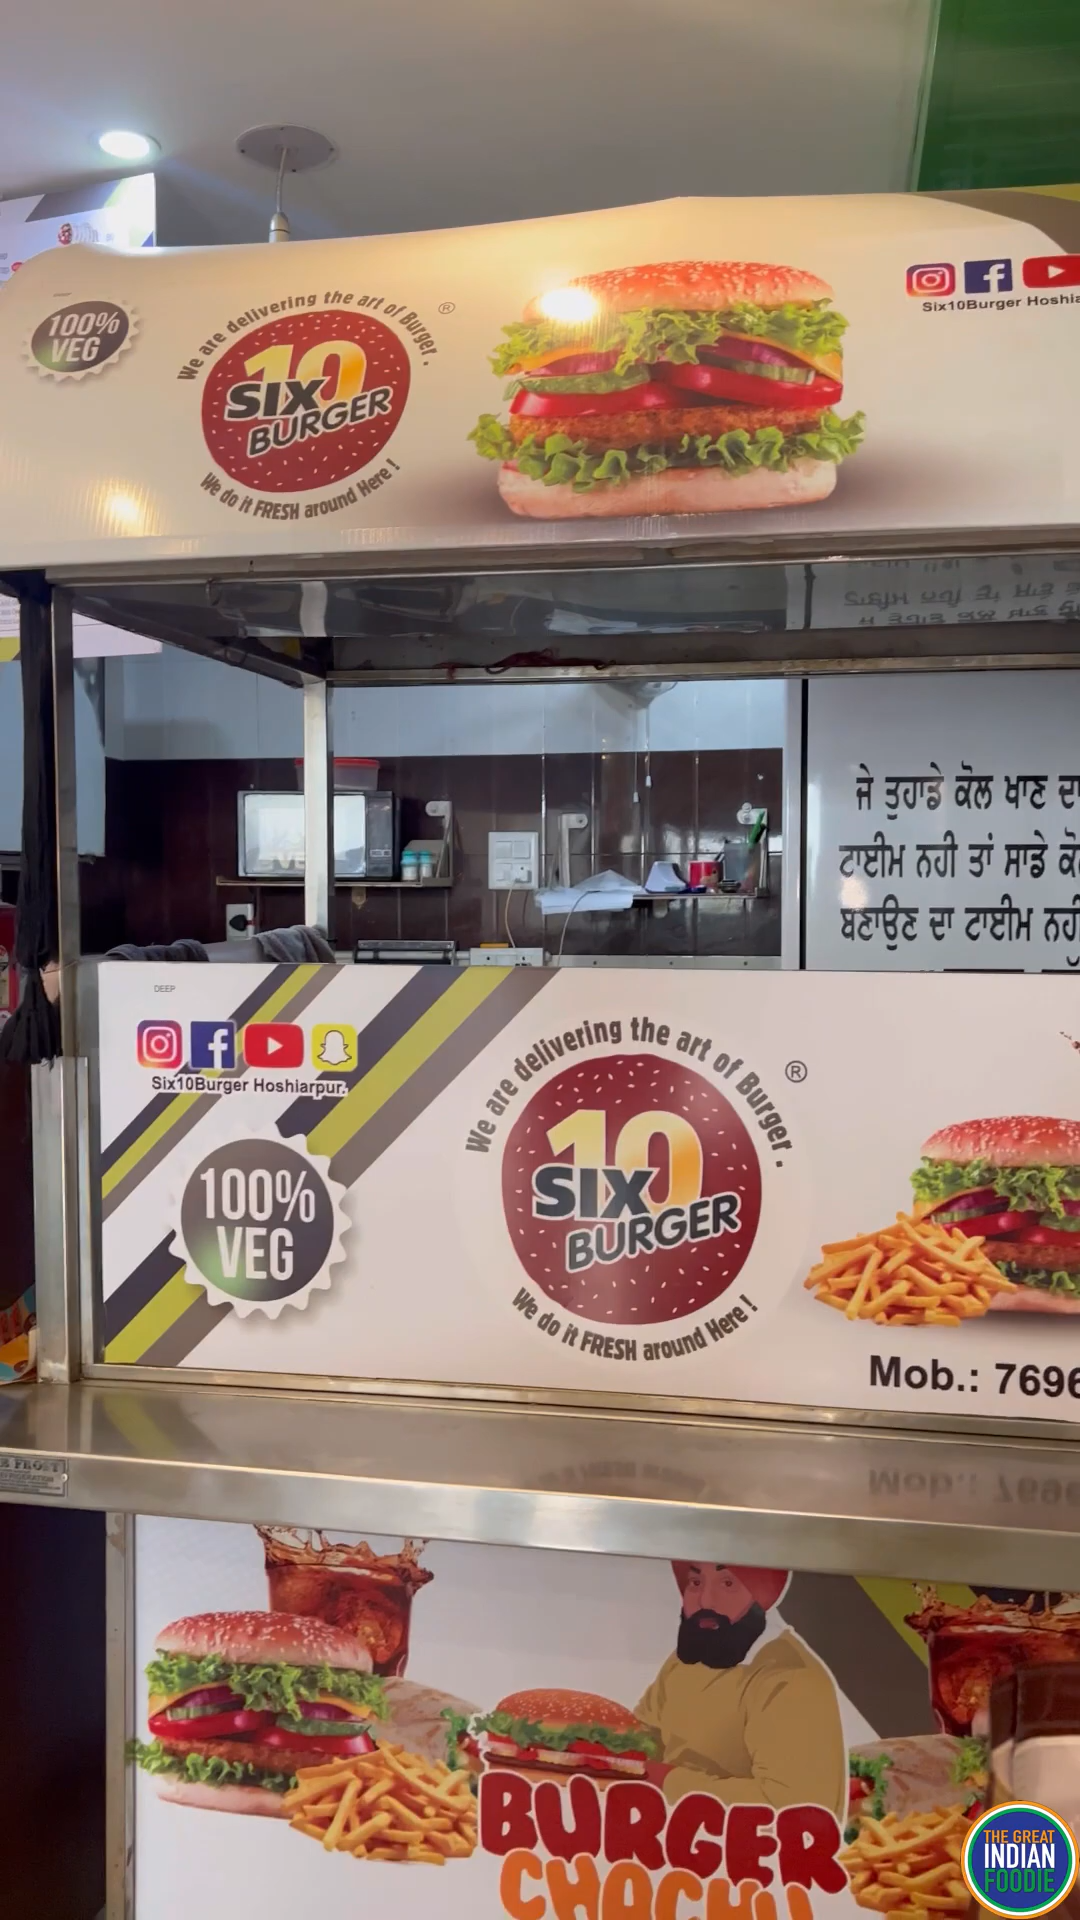 100%
VEG
We are delivering the art of Burger.
®
SIX 10
BURGER
We do it FRESH around Here !
Six10Burger
ਜੇ ਤੁਹਾਡੇ ਕੋਲ ਖਾਣ ਦਾ
ਟਾਈਮ ਨਹੀ ਤਾਂ ਸਾਡੇ
ਬਣਾਉਣ ਦਾ ਟਾਈਮ
DEEP
Six10Burger Hoshiarpur.
100%
VEG
We are delivering the art of Burger .
®
SIX 10
BURGER
We do it FRESH around Here !
Mob.: 7696
BURGER
CHACHU
THE GREAT
INDIAN
FOODIE